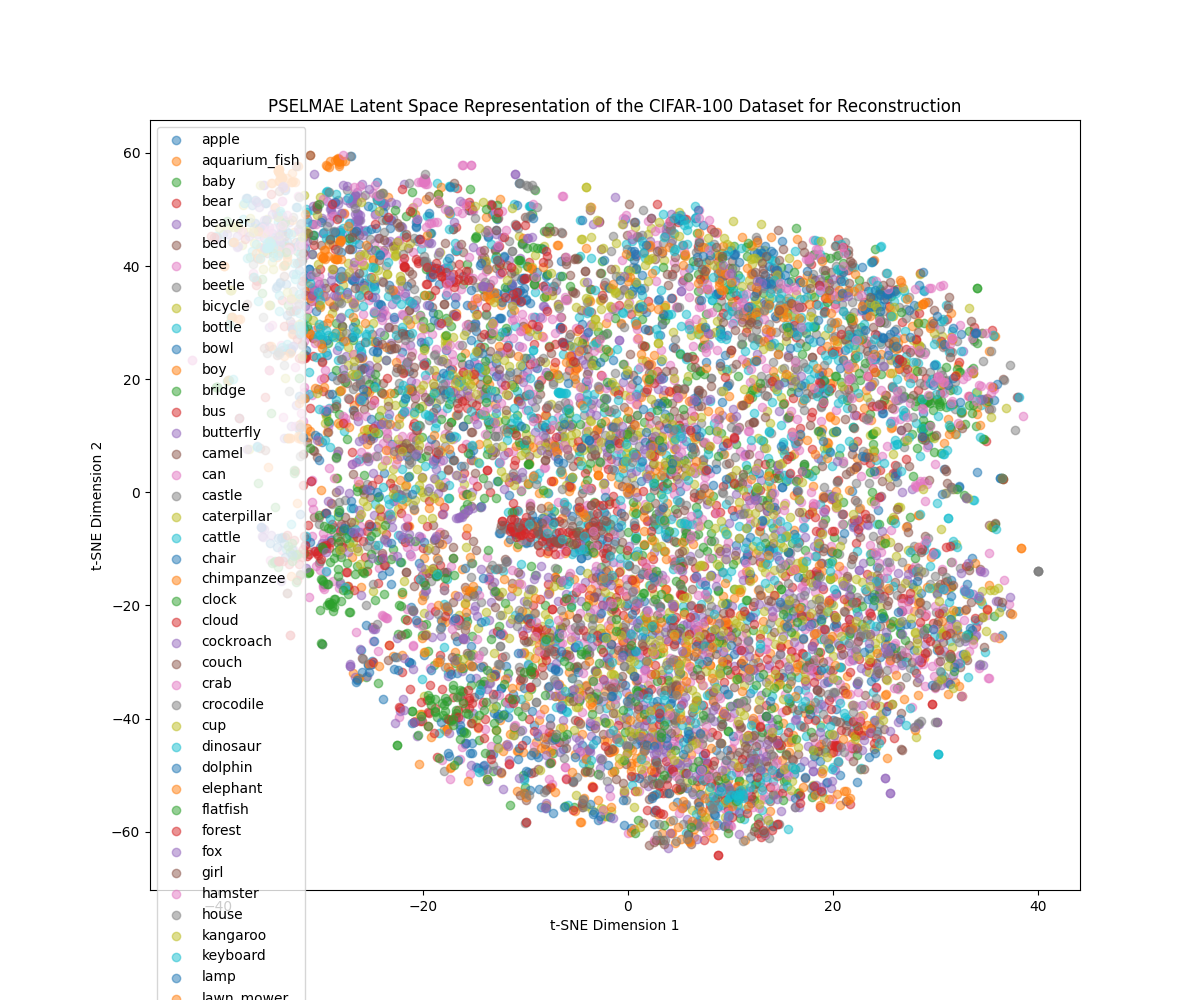 PSELMAE Latent Space Representation of the CIFAR-100 Dataset for Reconstruction
60
40
20
0
−20
−40
−60
t-SNE Dimension 2
apple
aquarium_fish
baby
bear
beaver
bed
bee
beetle
bicycle
bottle
bowl
boy
bridge
bus
butterfly
camel
can
castle
caterpillar
cattle
chair
chimpanzee
clock
cloud
cockroach
couch
crab
crocodile
cup
dinosaur
dolphin
elephant
flatfish
forest
fox
girl
hamster
house
kangaroo
keyboard
lamp
lawn_mower
−40 −20 0 20 40
t-SNE Dimension 1